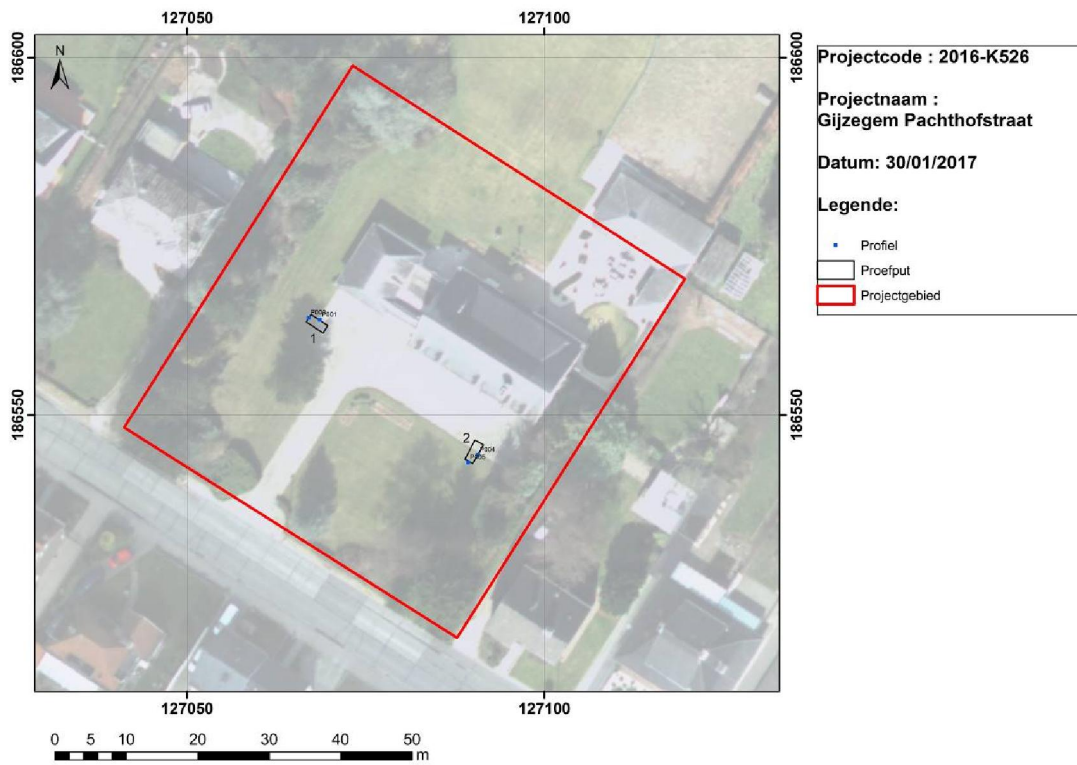 127050 127100
N
186600 186600
186550 186550
1
2
127050 127100
0 5 10 20 30 40 50
m
Projectcode : 2016-K526
Projectnaam :
Gijzegem Pachthofstraat
Datum: 30/01/2017
Legende:
Profiel
Proefput
Projectgebied